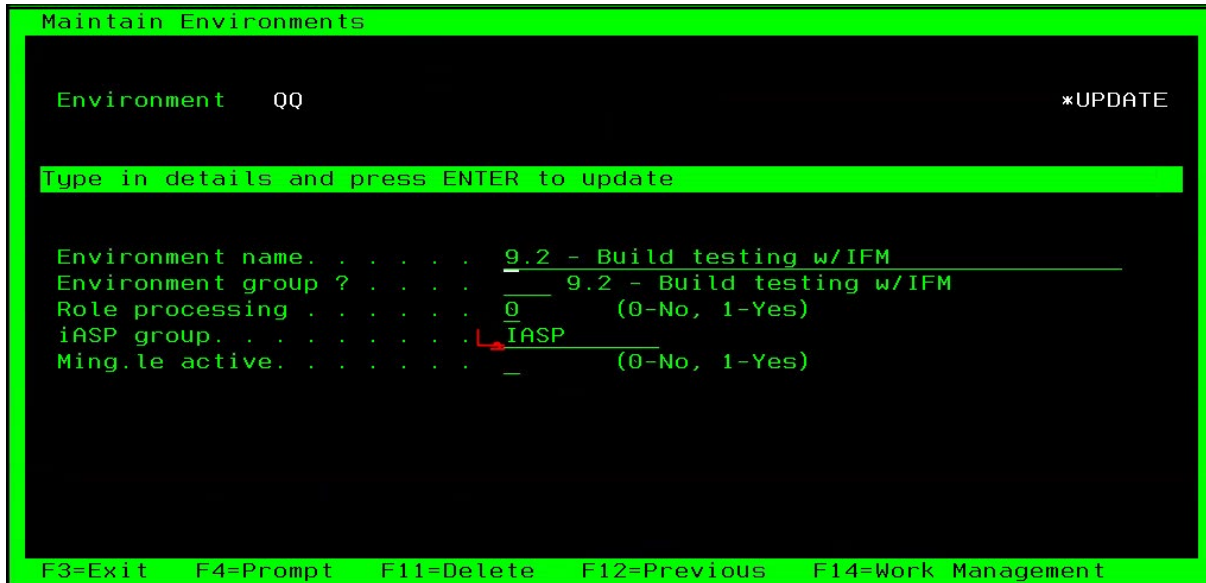 Maintain Environments
Environment QQ *UPDATE
Type in details and press ENTER to update
Environment name. . . . . . 9.2 - Build testing w/IFM
Environment group ? . . . . ___ 9.2 - Build testing w/IFM
Role processing . . . . . . 0 (0-No, 1-Yes)
iASP group. . . . . . . . . IASP
Ming.le active. . . . . . . _ (0-No, 1-Yes)
F3=Exit F4=Prompt F11=Delete F12=Previous F14=Work Management